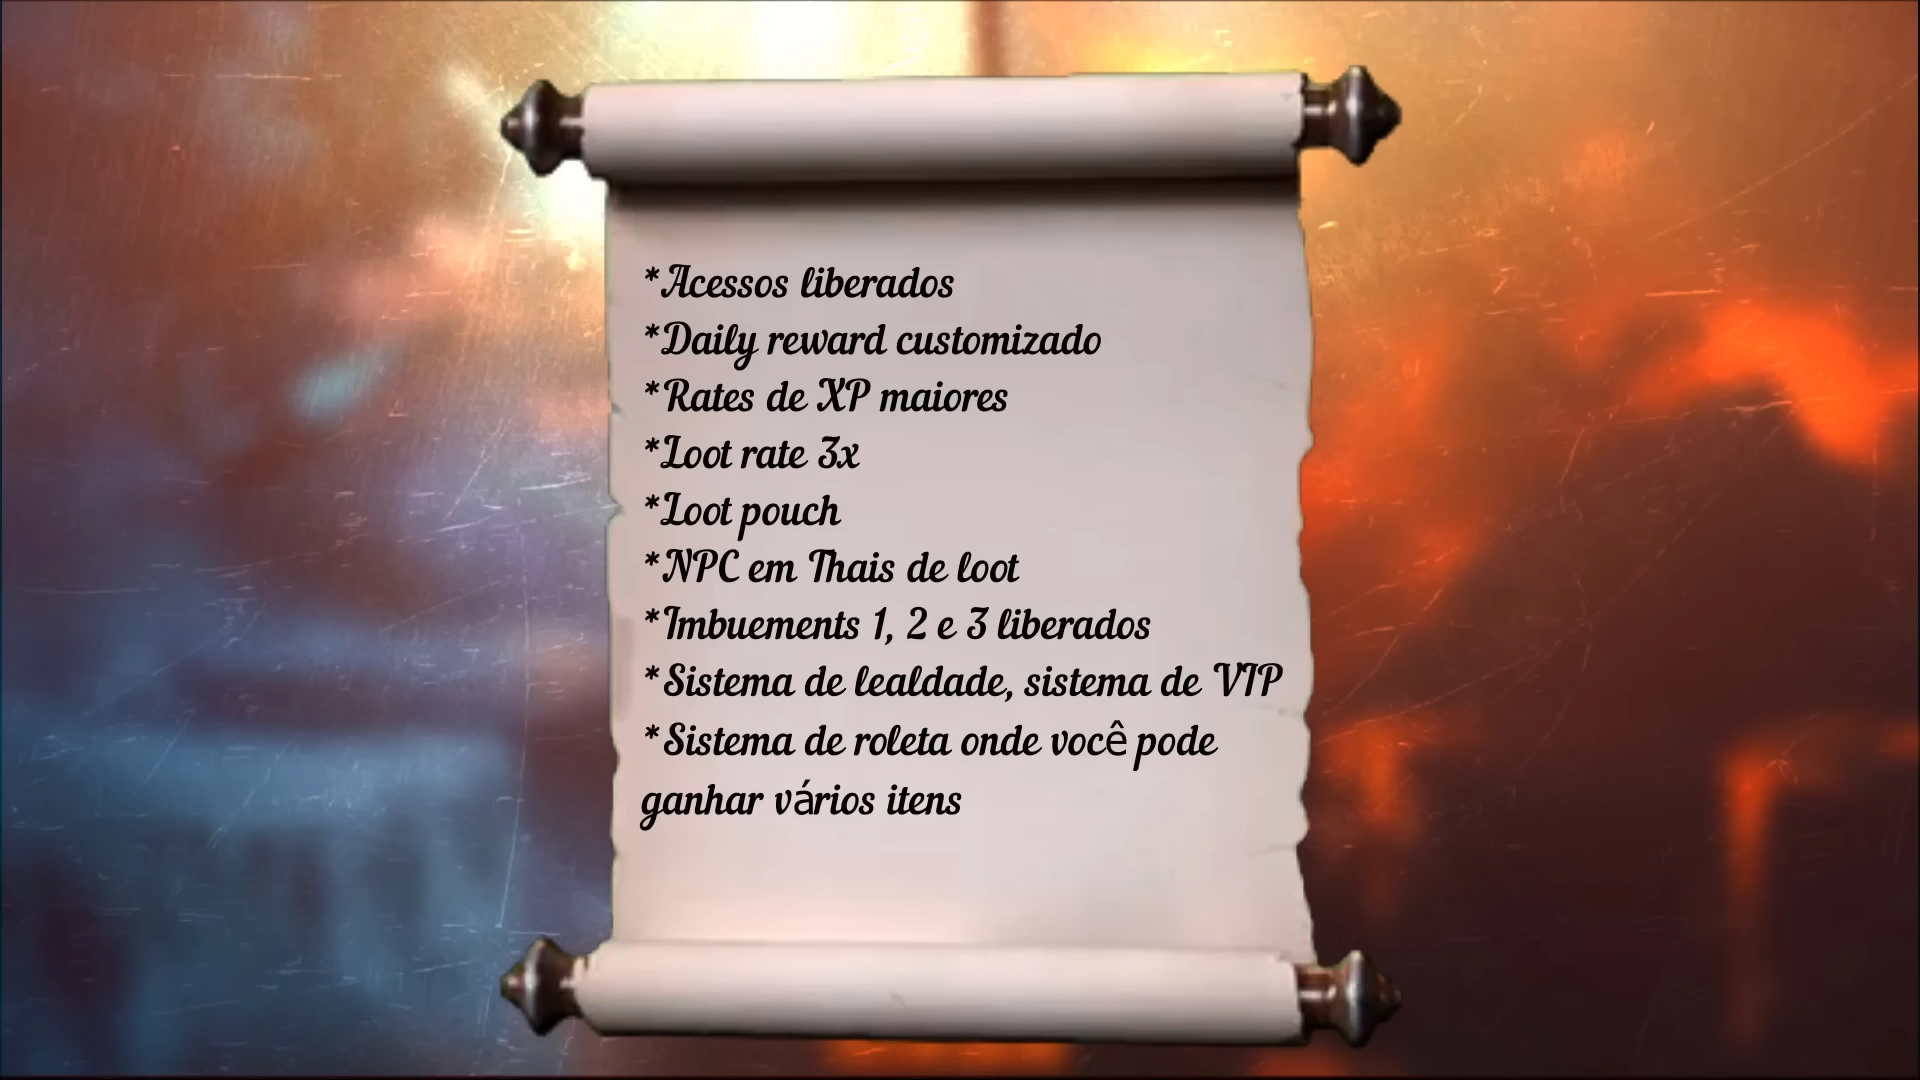 *Acessos liberados
*Daily reward customizado
*Rates de XP maiores
*Loot rate 3x
*Loot pouch
*NPC em Thais de loot
*Imbuements 1, 2 e 3 liberados
*Sistema de lealdade, sistema de VIP
*Sistema de roleta onde você pode
ganhar vários itens